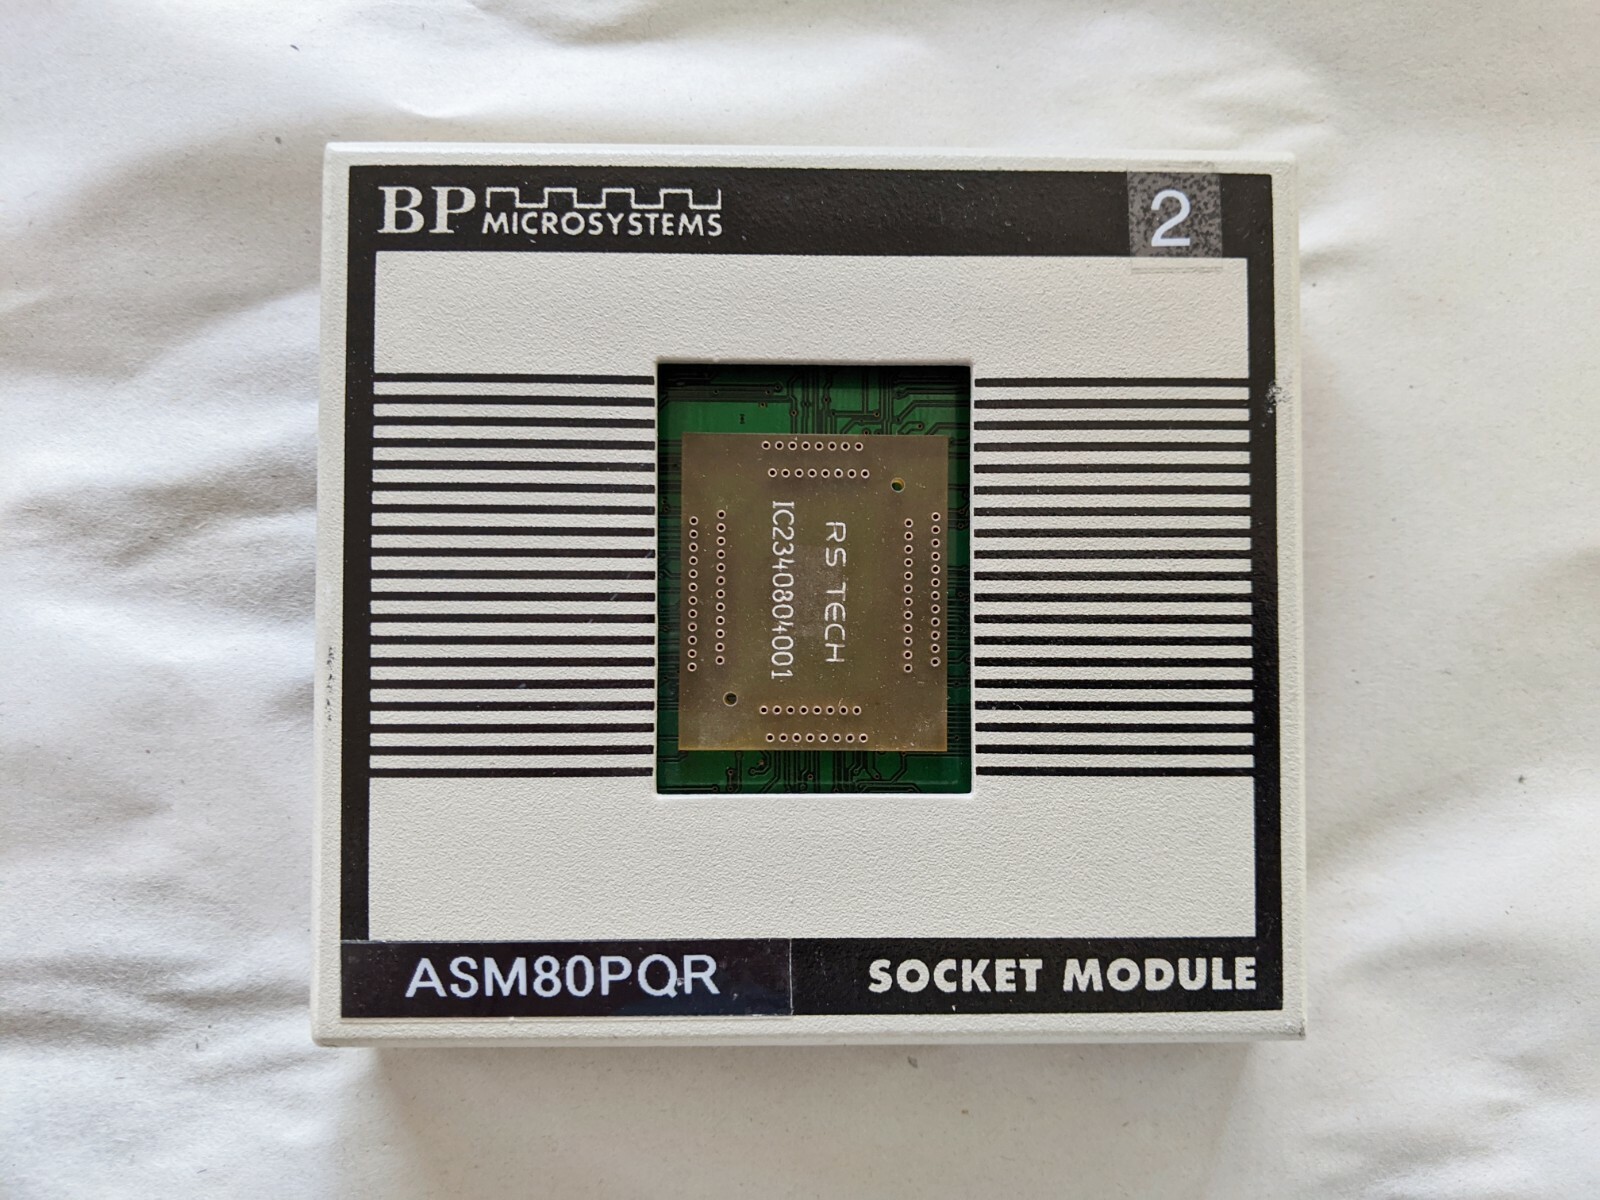 BP MICROSYSTEMS
2
RS TECH
IC2340804001
ASM80PQR
SOCKET MODULE